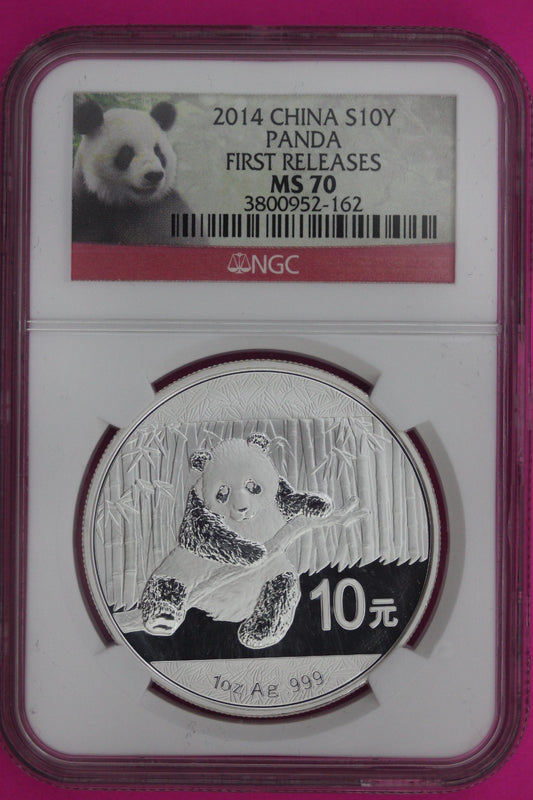 2014 CHINA S10Y
PANDA
FIRST RELEASES
MS 70
3800952-162
NGC
10元
1oz Ag 999